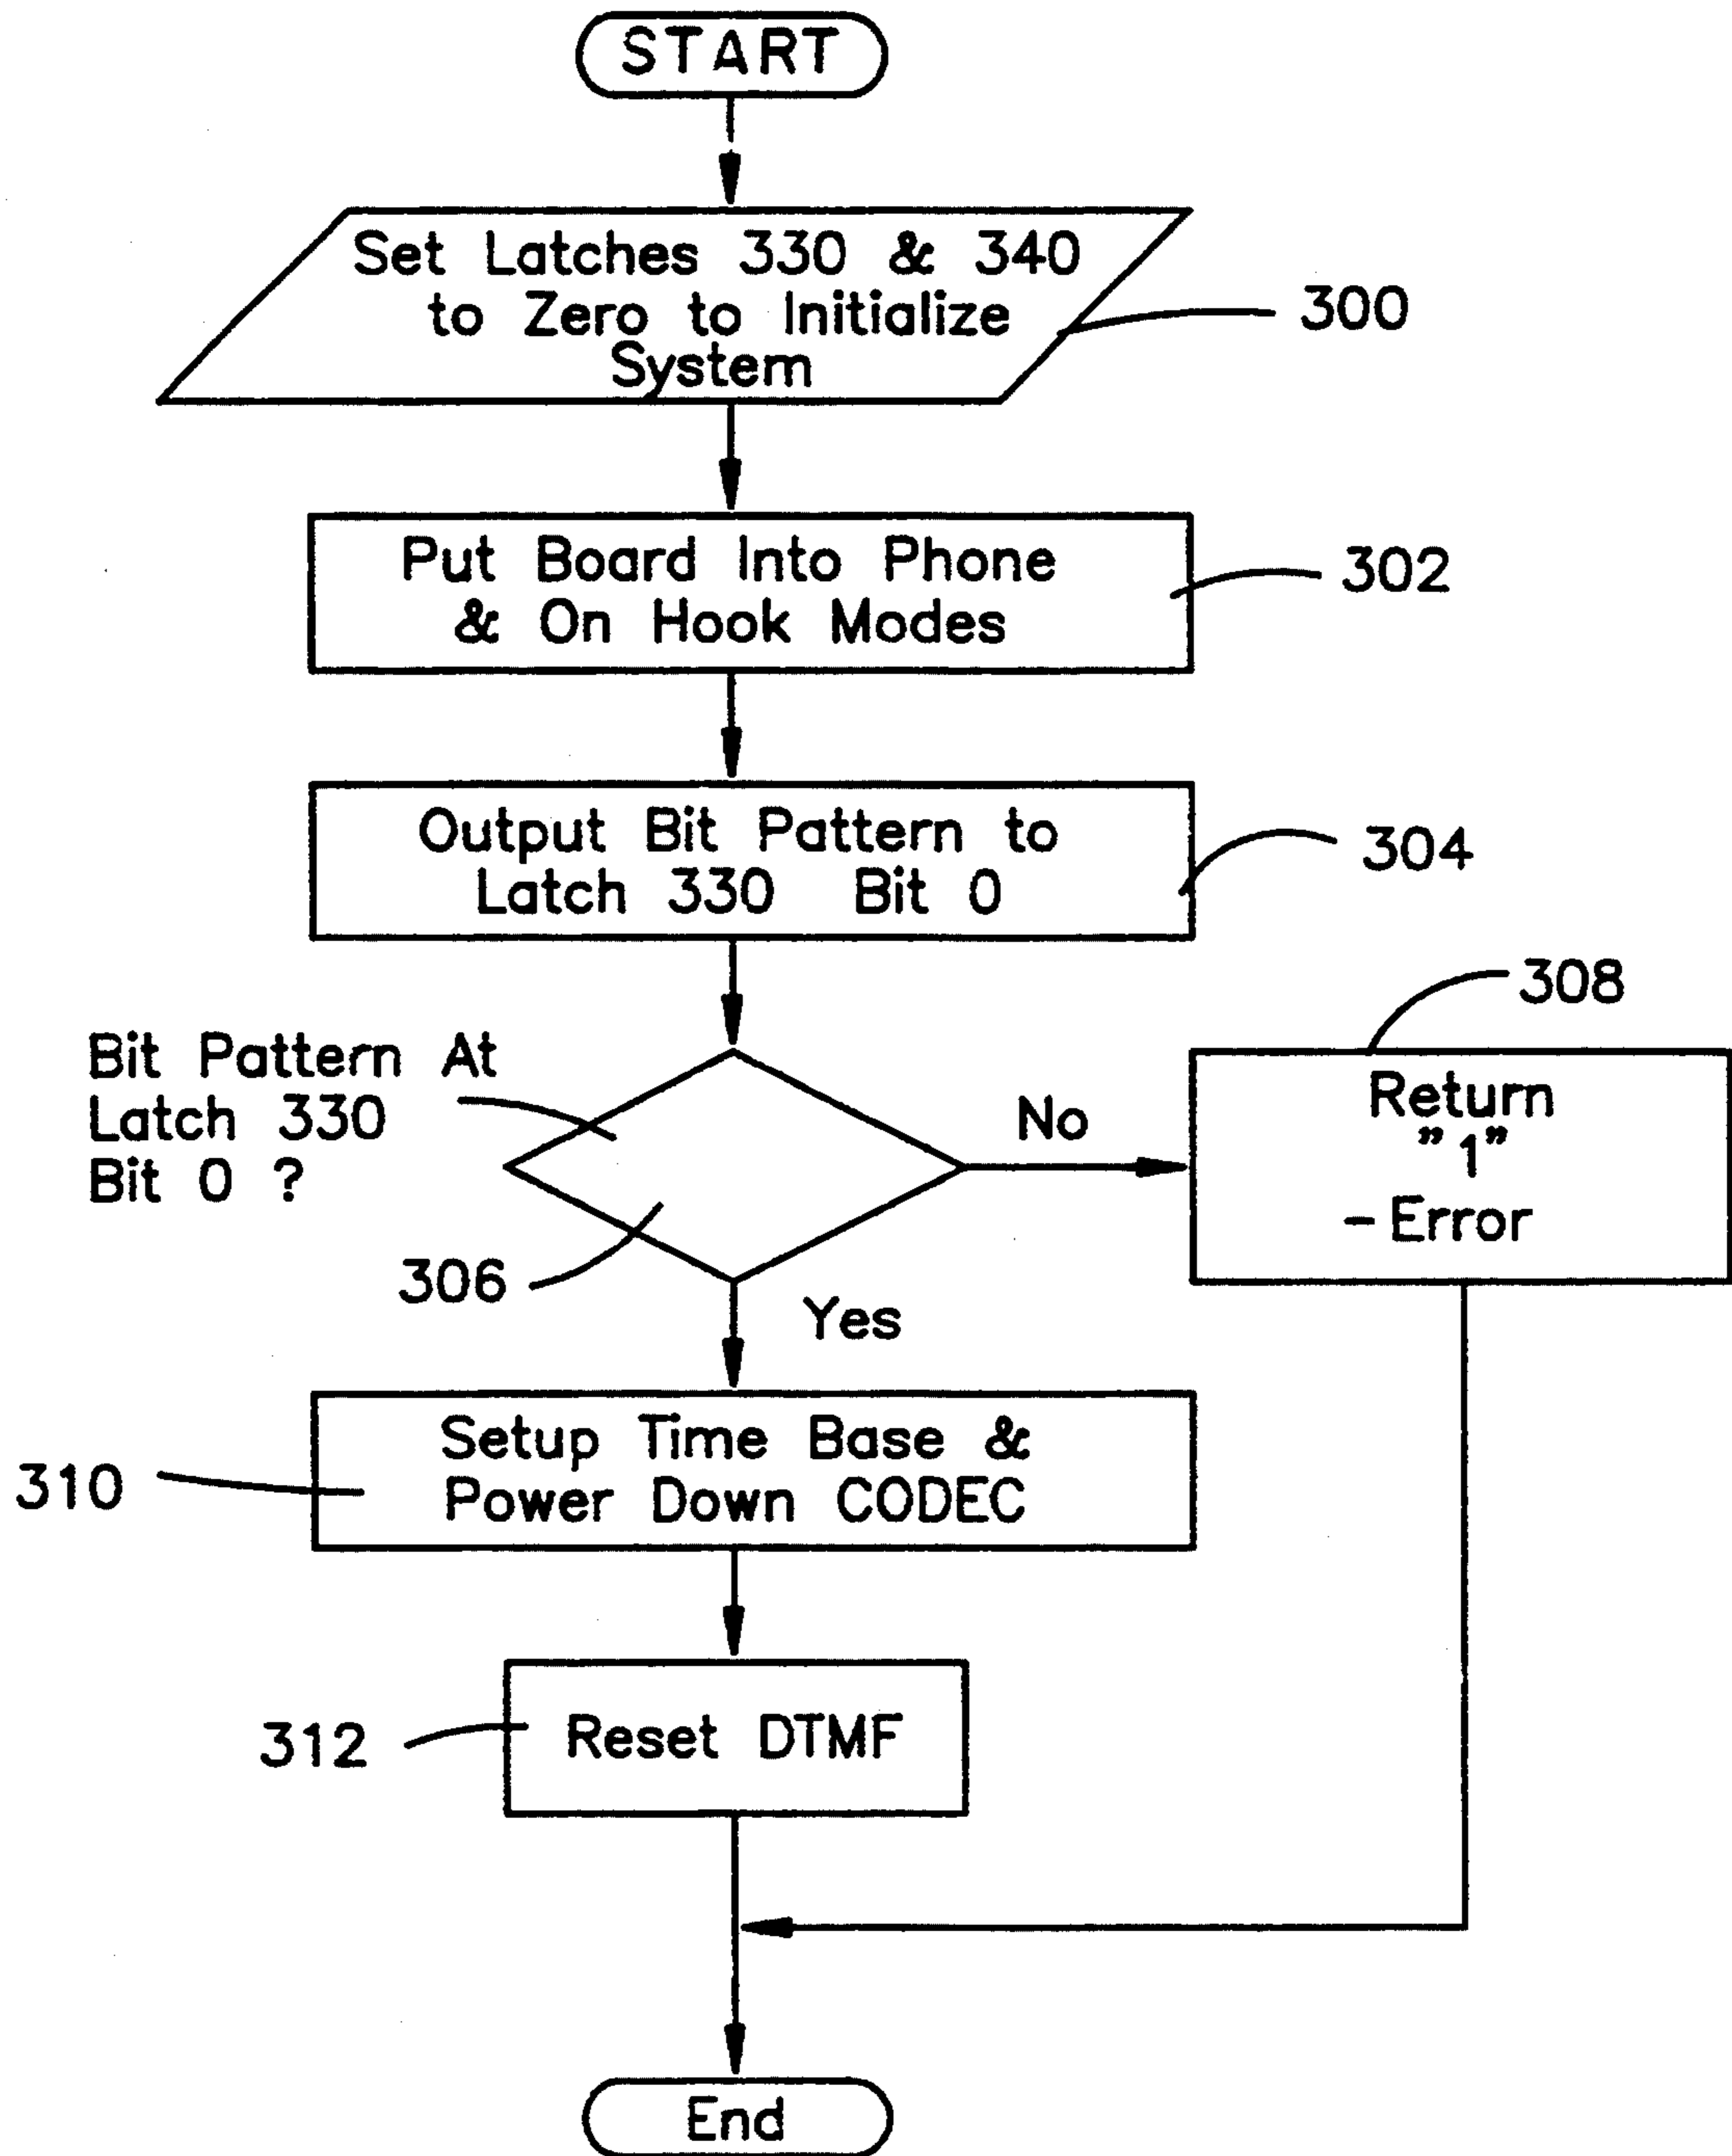 START
Set Latches 330 & 340
to Zero to Initialize
System
300
Put Board Into Phone
& On Hook Modes
302
Output Bit Pattern to
Latch 330 Bit 0
304
Bit Pattern At
Latch 330
Bit 0 ?
306
No
308
Return
"1"
-Error
Yes
Setup Time Base &
Power Down CODEC
310
Reset DTMF
312
End